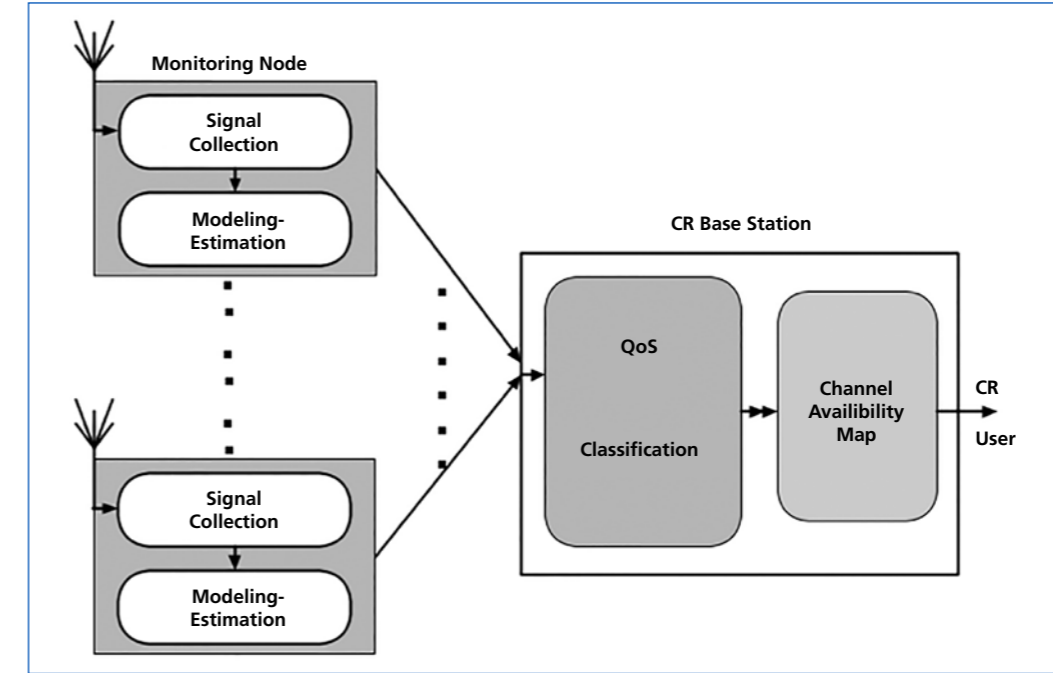 Monitoring Node
Signal
Collection
Modeling-
Estimation
Signal
Collection
Modeling-
Estimation
CR Base Station
QoS
Classification
Channel
Availibility
Map
CR
User